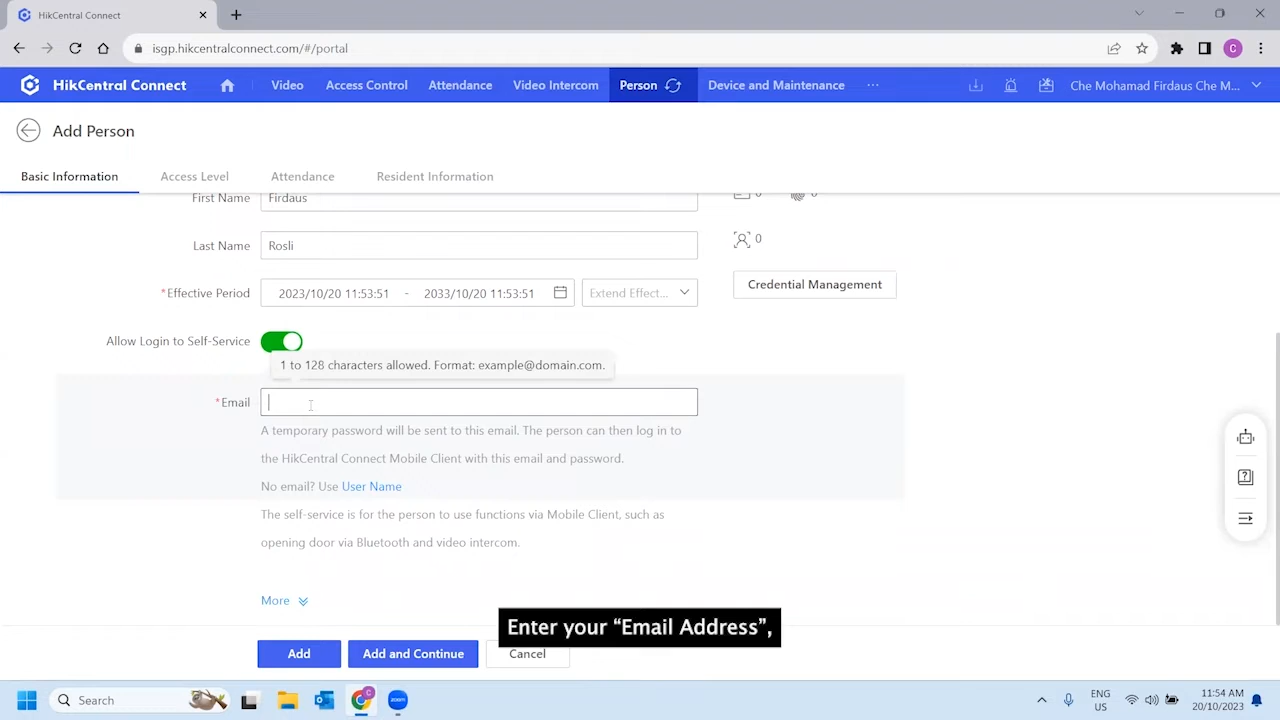 HikCentral Connect
isgp.hikcentralconnect.com/#/portal
HikCentral Connect Video Access Control Attendance Video Intercom Person Device and Maintenance ··· Che Mohamad Firdaus Che M...
Add Person
Basic Information Access Level Attendance Resident Information
First Name Firdaus 0 0
Last Name Rosli 0
*Effective Period 2023/10/20 11:53:51 - 2033/10/20 11:53:51 Extend Effect... Credential Management
Allow Login to Self-Service
1 to 128 characters allowed. Format: example@domain.com.
*Email
A temporary password will be sent to this email. The person can then log in to
the HikCentral Connect Mobile Client with this email and password.
No email? Use User Name
The self-service is for the person to use functions via Mobile Client, such as
opening door via Bluetooth and video intercom.
More
Enter your “Email Address”,
Add Add and Continue Cancel
Search zoom C ENG 11:54 AM
US 20/10/2023